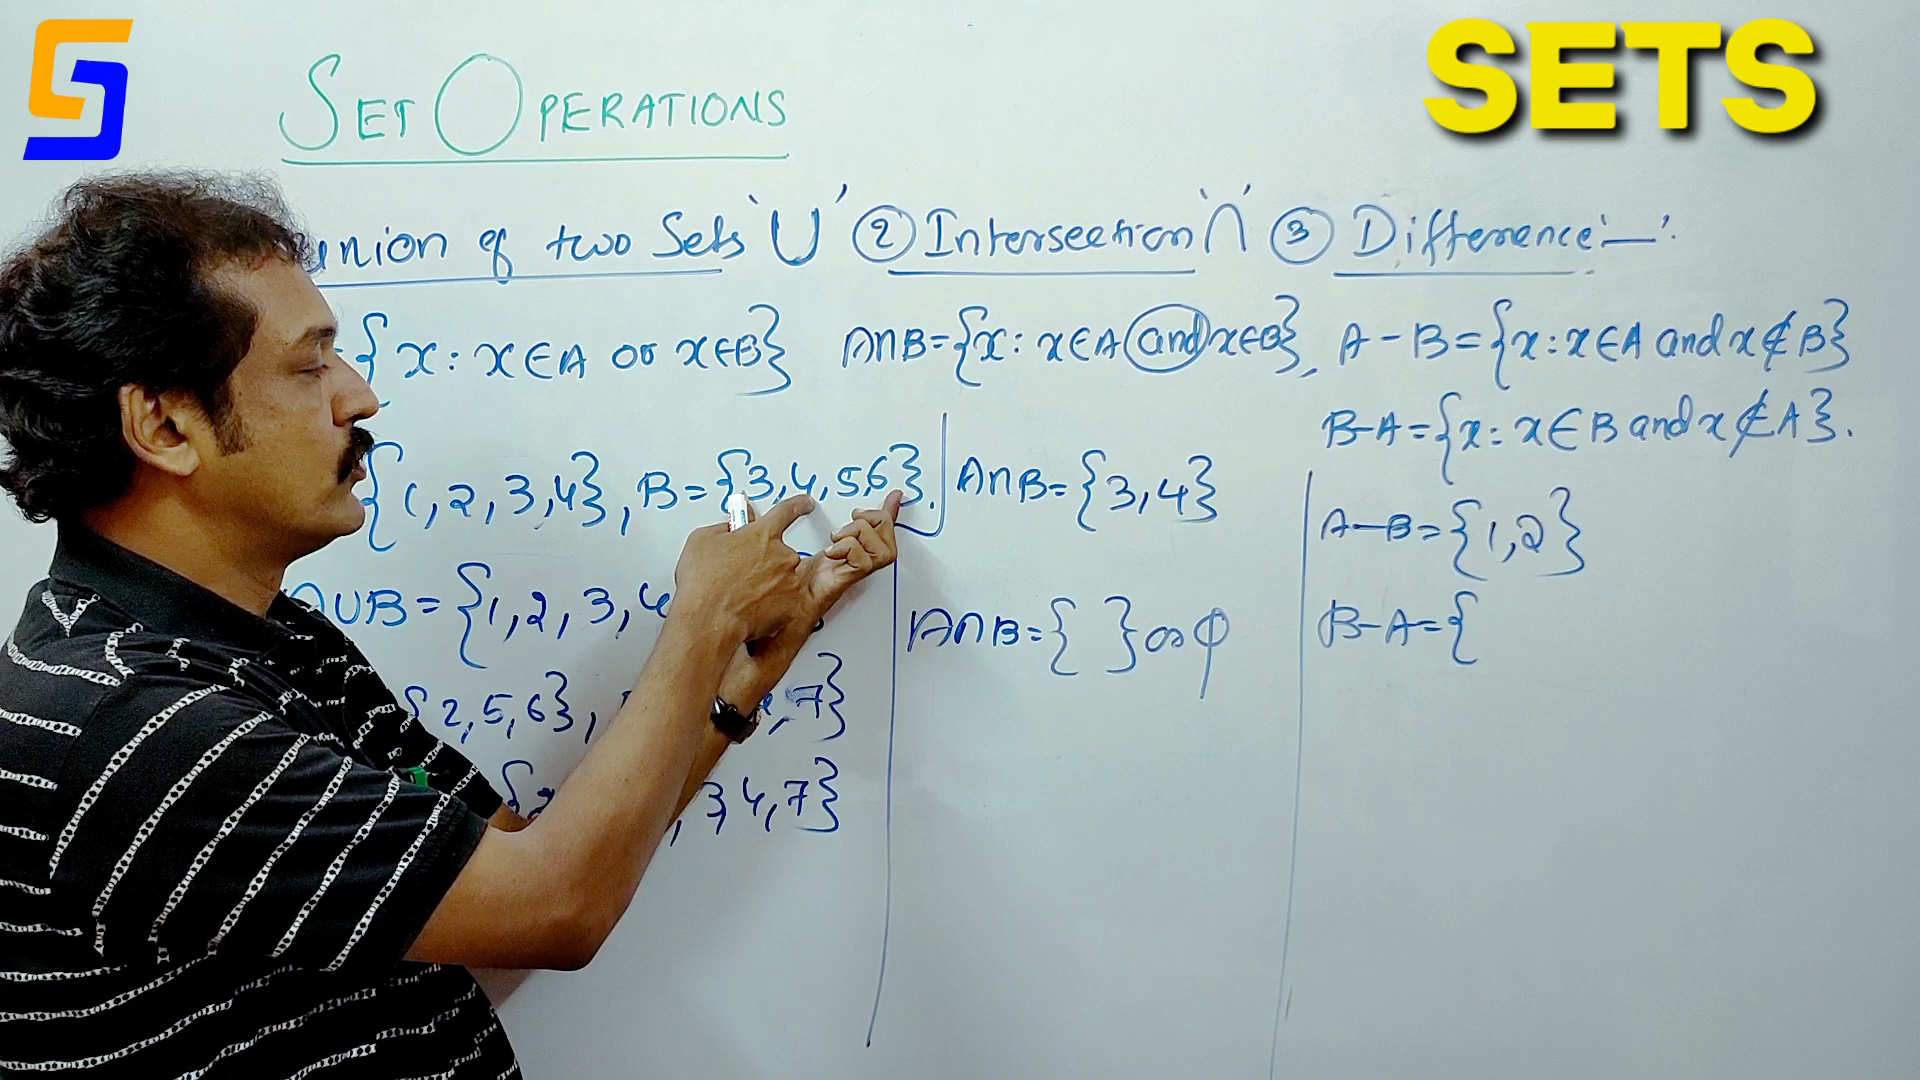 SETS
SET OPERATIONS
union of two Sets '∪' ② Intersection '∩' ③ Difference '—'.
= {x : x∈A or x∈B} A∩B={x : x∈A and x∈B}, A-B={x : x∈A and x∉B}
B-A={x : x∈B and x∉A}.
{1,2,3,4}, B={3,4,5,6}. A∩B={3,4}
A-B={1,2}
A∪B={1,2,3,4
A∩B={ } or φ
B-A={
{2,5,6}, ,7}
{2 , 3,4,7}